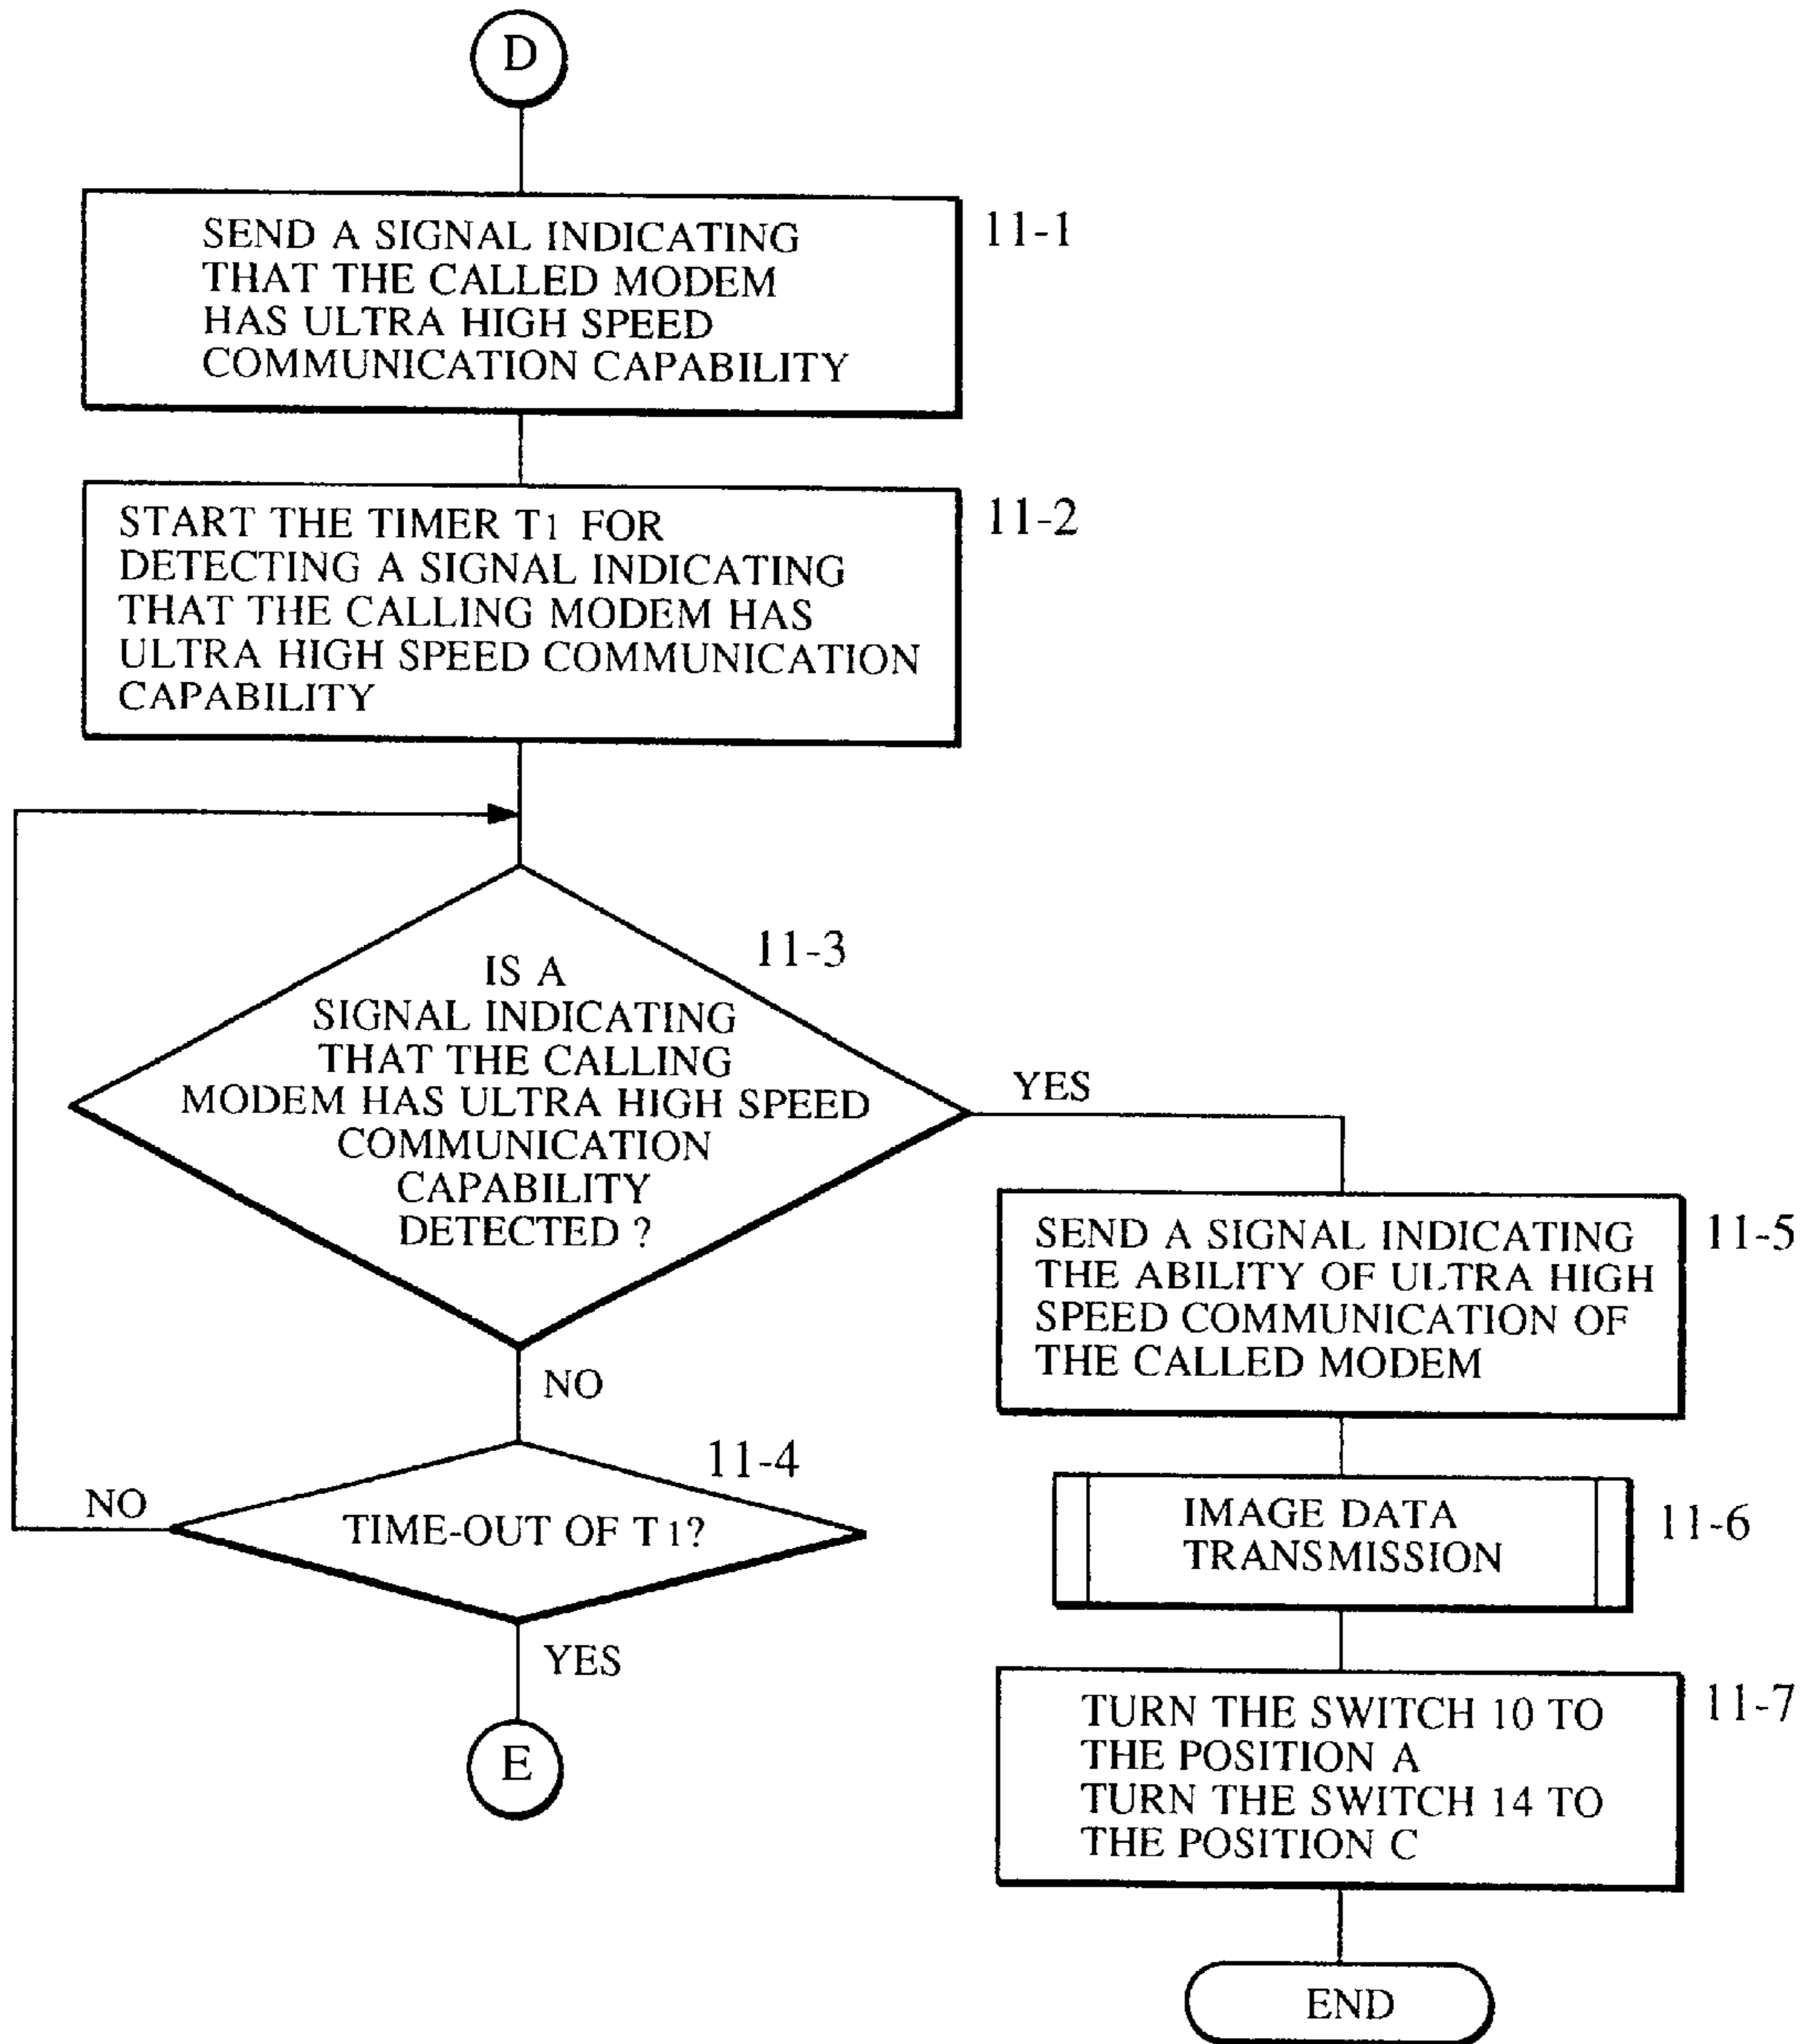 D
SEND A SIGNAL INDICATING
THAT THE CALLED MODEM
HAS ULTRA HIGH SPEED
COMMUNICATION CAPABILITY
11-1
START THE TIMER T1 FOR
DETECTING A SIGNAL INDICATING
THAT THE CALLING MODEM HAS
ULTRA HIGH SPEED COMMUNICATION
CAPABILITY
11-2
IS A
SIGNAL INDICATING
THAT THE CALLING
MODEM HAS ULTRA HIGH SPEED
COMMUNICATION
CAPABILITY
DETECTED ?
11-3
YES
NO
11-4
TIME-OUT OF T1?
NO
YES
E
SEND A SIGNAL INDICATING
THE ABILITY OF ULTRA HIGH
SPEED COMMUNICATION OF
THE CALLED MODEM
11-5
IMAGE DATA
TRANSMISSION
11-6
TURN THE SWITCH 10 TO
THE POSITION A
TURN THE SWITCH 14 TO
THE POSITION C
11-7
END